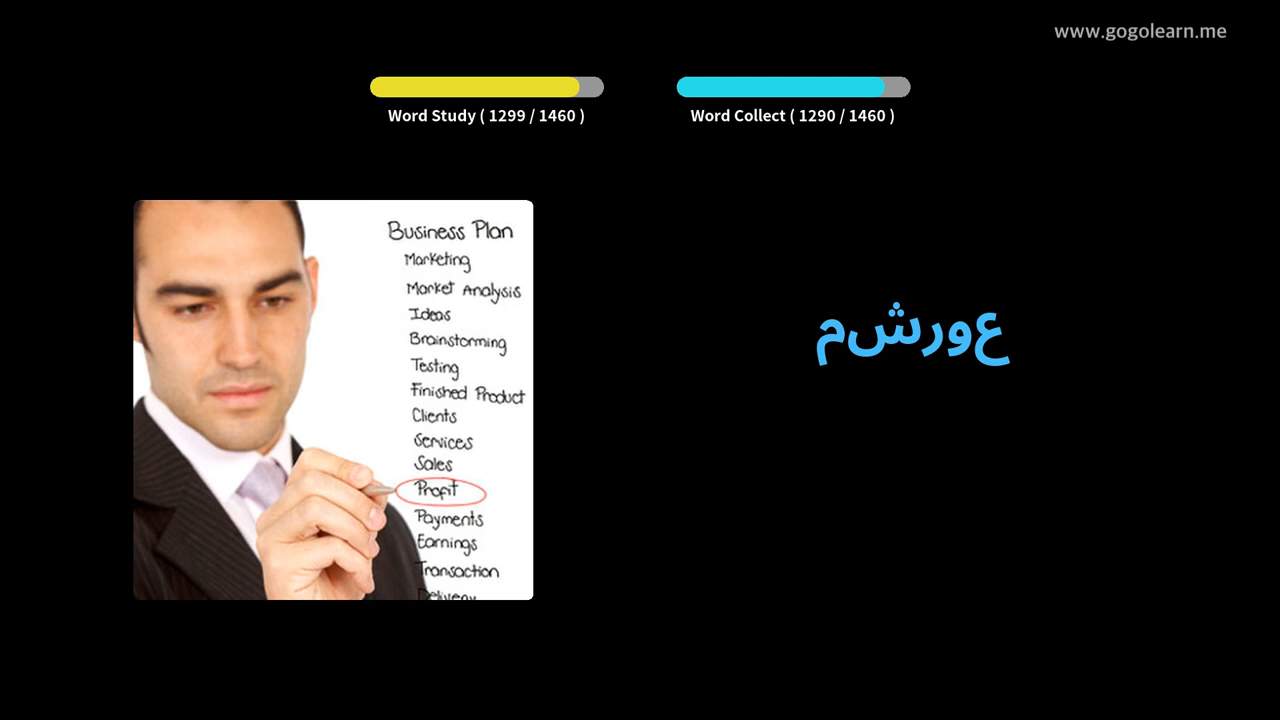 www.gogolearn.me
Word Study ( 1299 / 1460 )
Word Collect ( 1290 / 1460 )
Business Plan
Marketing
Market Analysis
Ideas
Brainstorming
Testing
Finished Product
Clients
Services
Sales
Profit
Payments
Earnings
Transaction
Delivery
مشروع